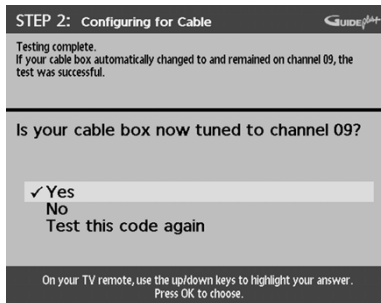 STEP 2: Configuring for Cable
GUIDE Plus+
Testing complete.
If your cable box automatically changed to and remained on channel 09, the
test was successful.
Is your cable box now tuned to channel 09?
✓ Yes
No
Test this code again
On your TV remote, use the up/down keys to highlight your answer.
Press OK to choose.